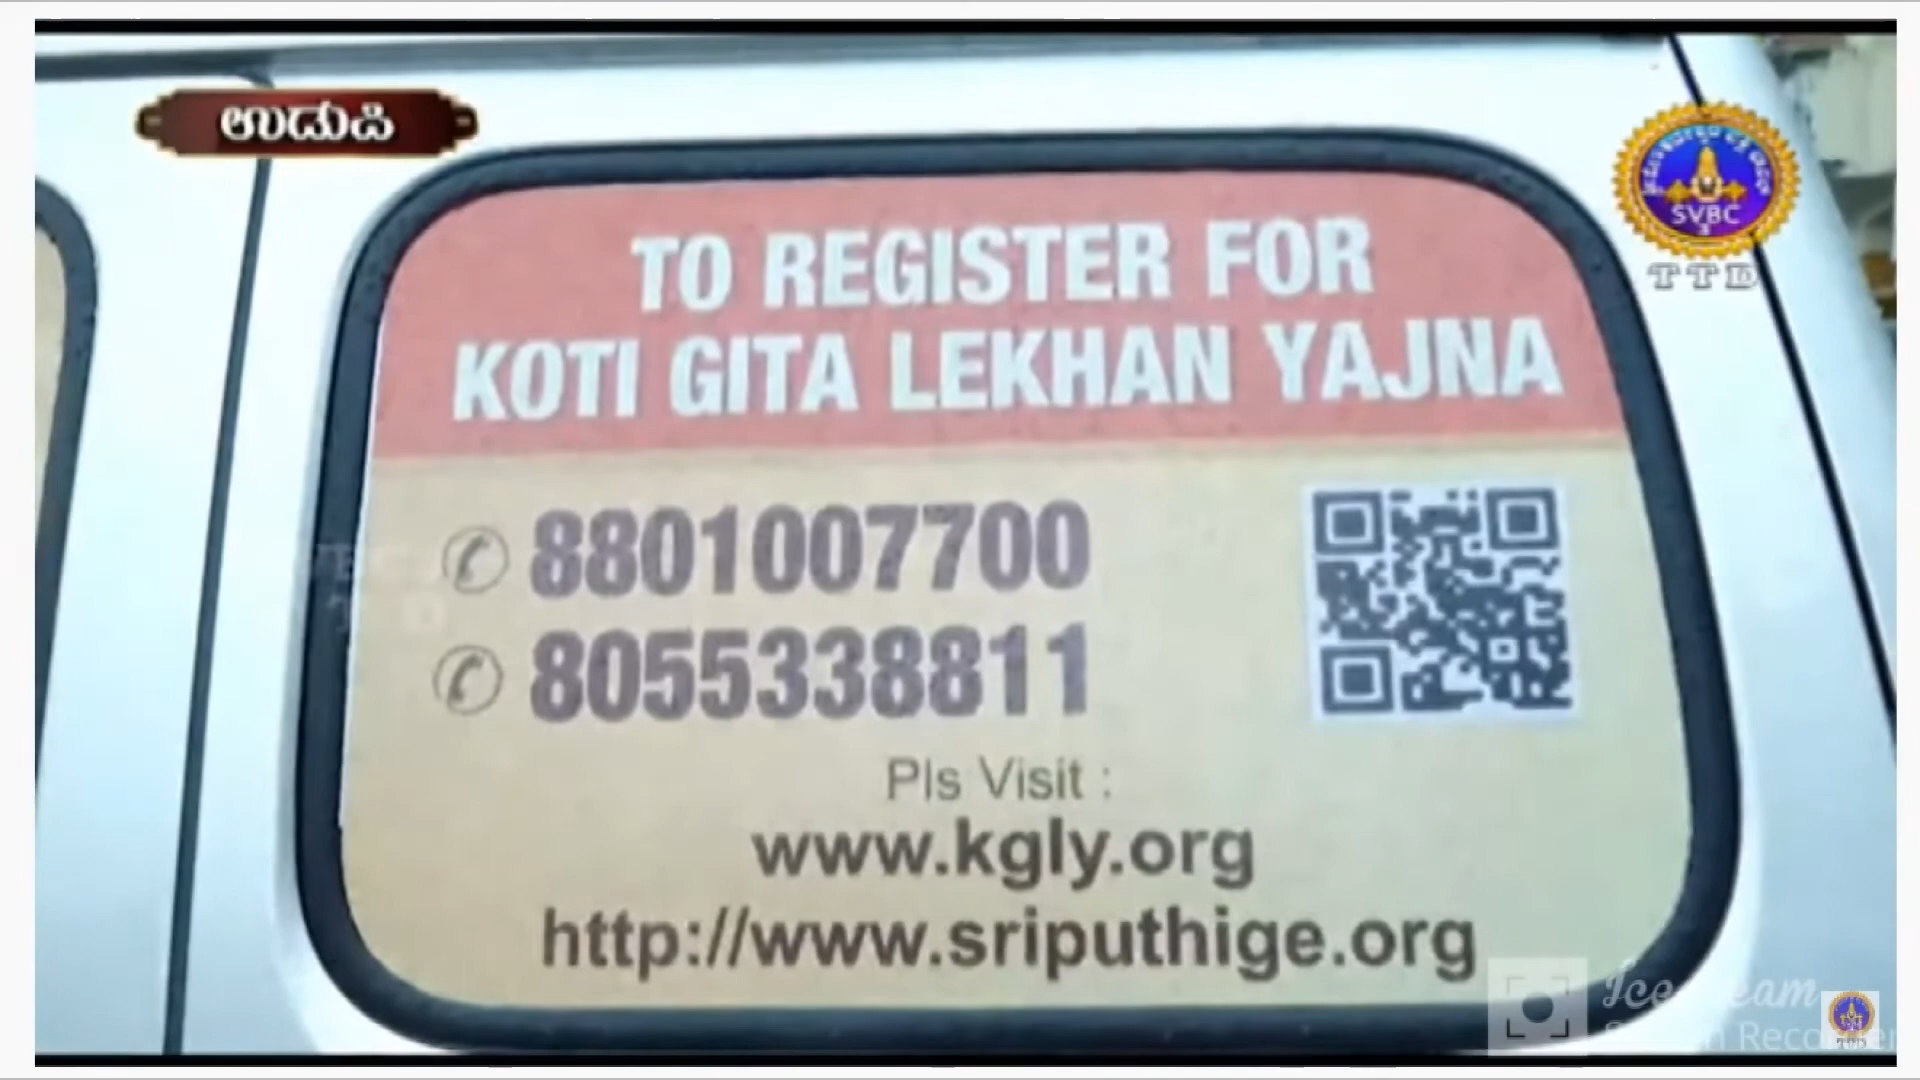 ಉಡುಪಿ
SVBC
TTD
TO REGISTER FOR
KOTI GITA LEKHAN YAJNA
8801007700
8055338811
Pls Visit :
www.kgly.org
http://www.sriputhige.org